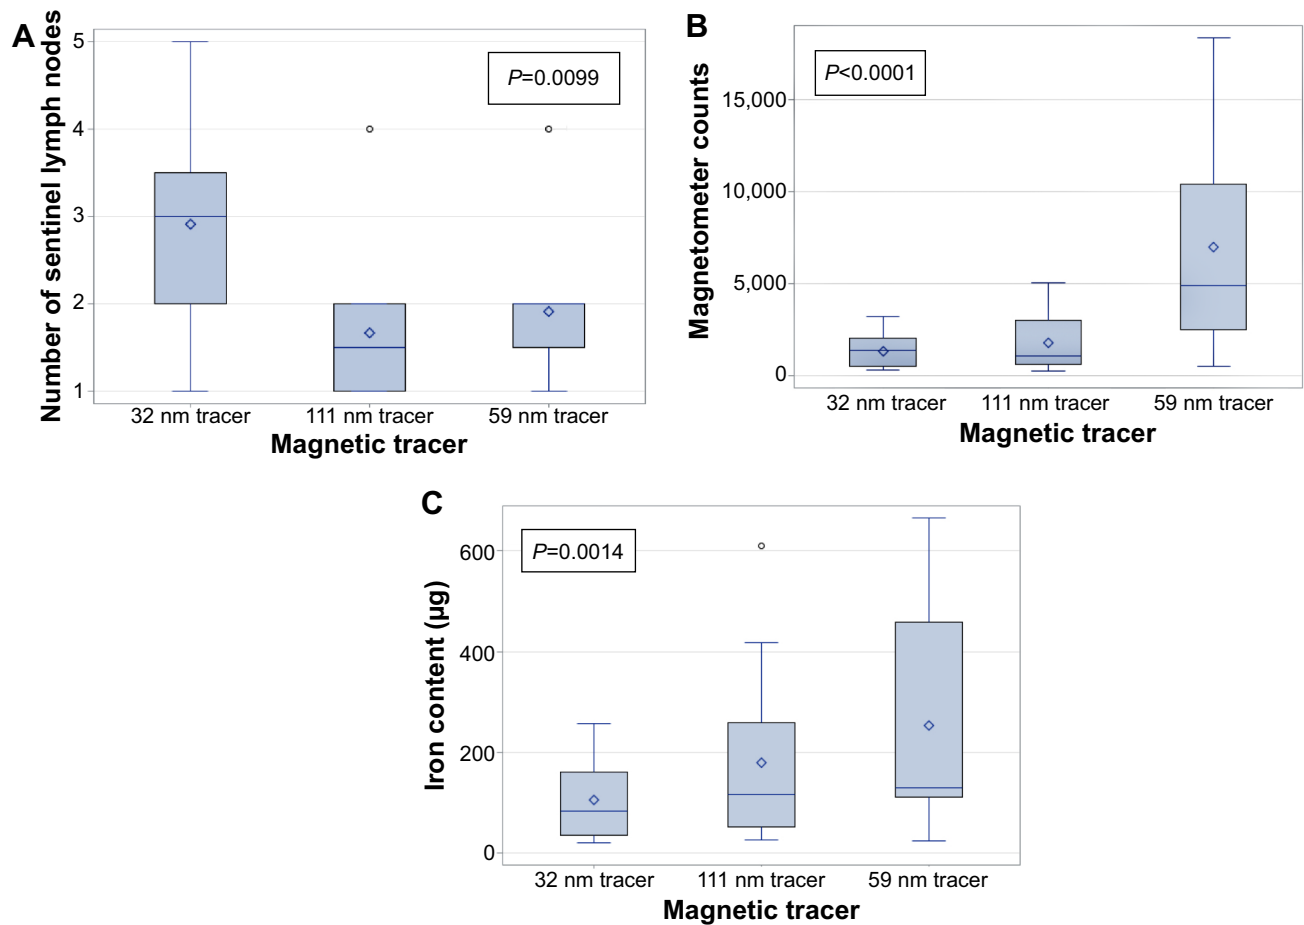 A
Number of sentinel lymph nodes
5
4
3
2
1
P=0.0099
32 nm tracer
111 nm tracer
59 nm tracer
Magnetic tracer
B
Magnetometer counts
15,000
10,000
5,000
0
P<0.0001
32 nm tracer
111 nm tracer
59 nm tracer
Magnetic tracer
C
Iron content (µg)
600
400
200
0
P=0.0014
32 nm tracer
111 nm tracer
59 nm tracer
Magnetic tracer